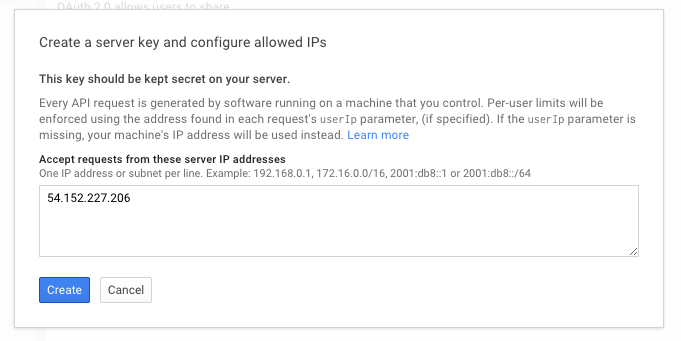 OAuth 2.0 allows users to share
Create a server key and configure allowed IPs
This key should be kept secret on your server.
Every API request is generated by software running on a machine that you control. Per-user limits will be
enforced using the address found in each request's userIp parameter, (if specified). If the userIp parameter is
missing, your machine's IP address will be used instead. Learn more
Accept requests from these server IP addresses
One IP address or subnet per line. Example: 192.168.0.1, 172.16.0.0/16, 2001:db8::1 or 2001:db8::/64
54.152.227.206
Create Cancel